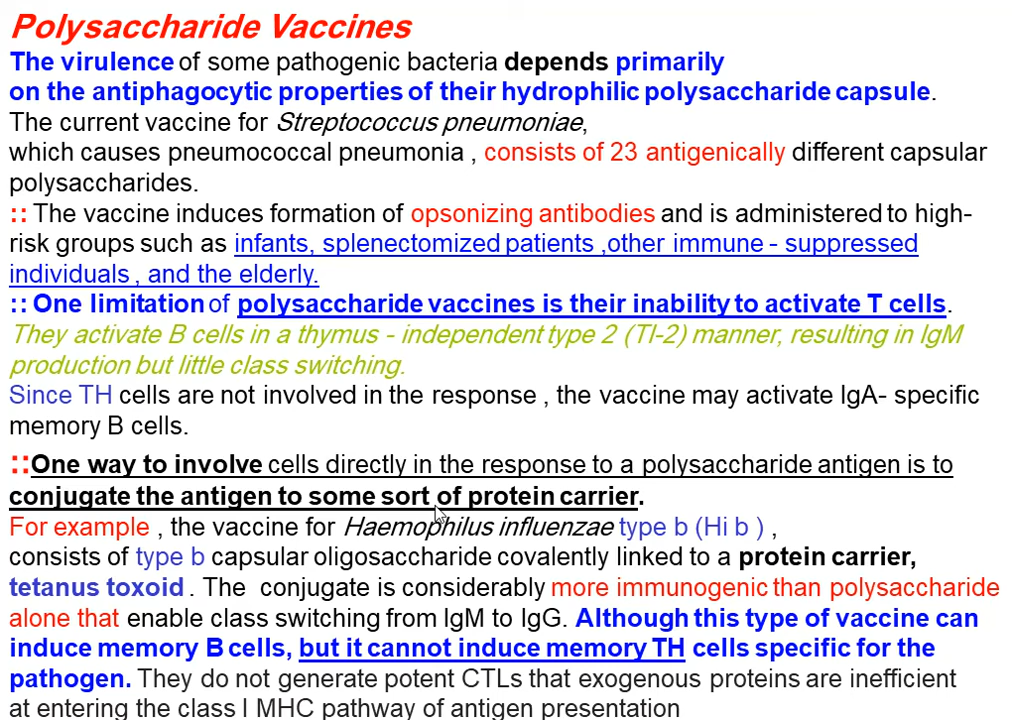 Polysaccharide Vaccines
The virulence of some pathogenic bacteria depends primarily
on the antiphagocytic properties of their hydrophilic polysaccharide capsule.
The current vaccine for Streptococcus pneumoniae,
which causes pneumococcal pneumonia , consists of 23 antigenically different capsular
polysaccharides.
:: The vaccine induces formation of opsonizing antibodies and is administered to high-
risk groups such as infants, splenectomized patients ,other immune - suppressed
individuals , and the elderly.
:: One limitation of polysaccharide vaccines is their inability to activate T cells.
They activate B cells in a thymus - independent type 2 (TI-2) manner, resulting in IgM
production but little class switching.
Since TH cells are not involved in the response , the vaccine may activate IgA- specific
memory B cells.
::One way to involve cells directly in the response to a polysaccharide antigen is to
conjugate the antigen to some sort of protein carrier.
For example , the vaccine for Haemophilus influenzae type b (Hi b ) ,
consists of type b capsular oligosaccharide covalently linked to a protein carrier,
tetanus toxoid . The conjugate is considerably more immunogenic than polysaccharide
alone that enable class switching from IgM to IgG. Although this type of vaccine can
induce memory B cells, but it cannot induce memory TH cells specific for the
pathogen. They do not generate potent CTLs that exogenous proteins are inefficient
at entering the class I MHC pathway of antigen presentation